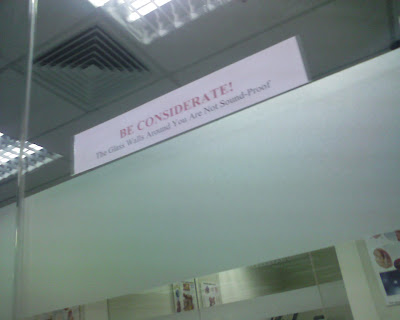 BE CONSIDERATE!
The Glass Walls Around You Are Not Sound-Proof